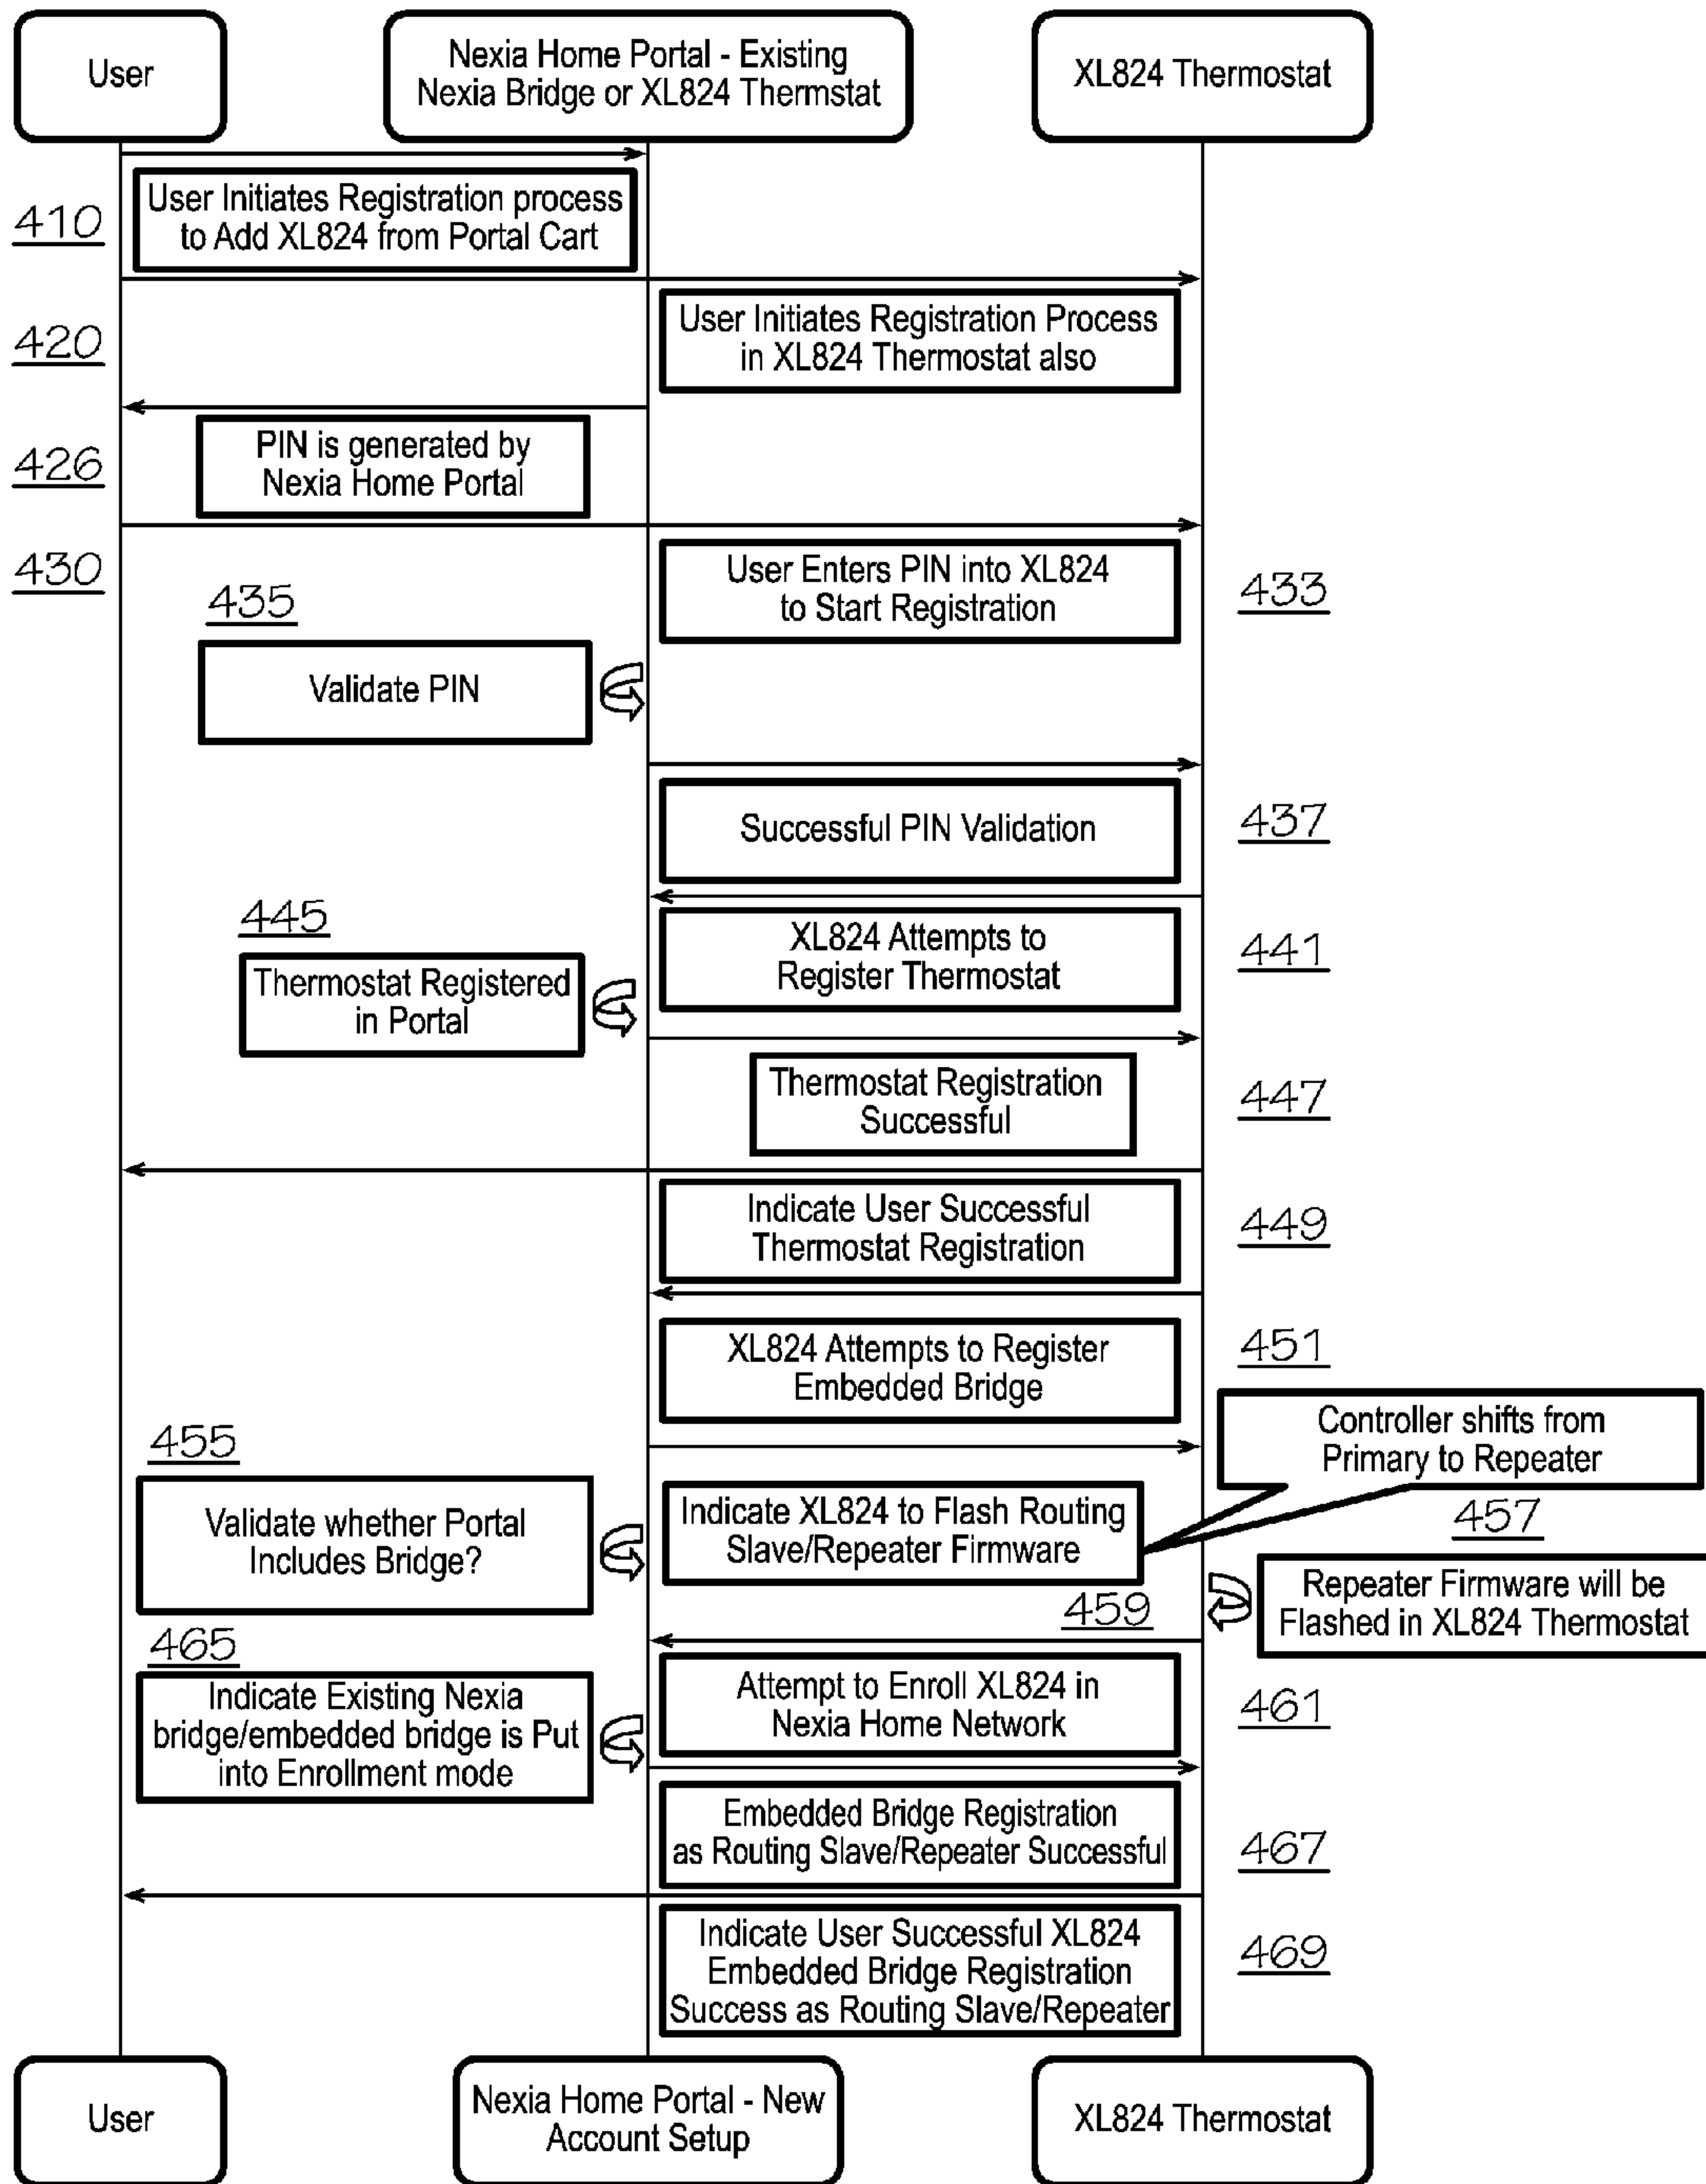 User
Nexia Home Portal - Existing
Nexia Bridge or XL824 Thermstat
XL824 Thermostat
410
User Initiates Registration process
to Add XL824 from Portal Cart
420
User Initiates Registration Process
in XL824 Thermostat also
426
PIN is generated by
Nexia Home Portal
430
User Enters PIN into XL824
to Start Registration
433
435
Validate PIN
Successful PIN Validation
437
445
Thermostat Registered
in Portal
XL824 Attempts to
Register Thermostat
441
Thermostat Registration
Successful
447
Indicate User Successful
Thermostat Registration
449
XL824 Attempts to Register
Embedded Bridge
451
Controller shifts from
Primary to Repeater
455
Validate whether Portal
Includes Bridge?
Indicate XL824 to Flash Routing
Slave/Repeater Firmware
457
Repeater Firmware will be
Flashed in XL824 Thermostat
459
465
Indicate Existing Nexia
bridge/embedded bridge is Put
into Enrollment mode
Attempt to Enroll XL824 in
Nexia Home Network
461
Embedded Bridge Registration
as Routing Slave/Repeater Successful
467
Indicate User Successful XL824
Embedded Bridge Registration
Success as Routing Slave/Repeater
469
User
Nexia Home Portal - New
Account Setup
XL824 Thermostat